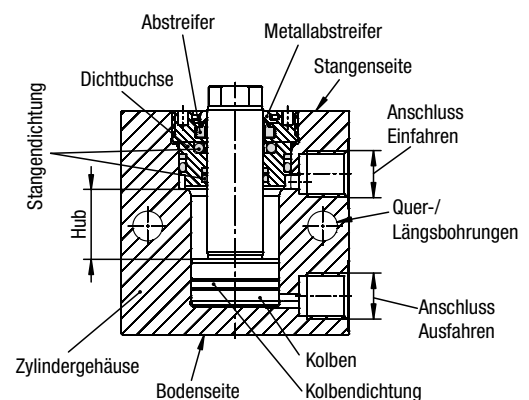 Abstreifer
Metallabstreifer
Dichtbuchse
Stangenseite
Stangendichtung
Anschluss
Einfahren
Hub
Quer-/
Längsbohrungen
Anschluss
Ausfahren
Zylindergehäuse
Kolben
Bodenseite
Kolbendichtung